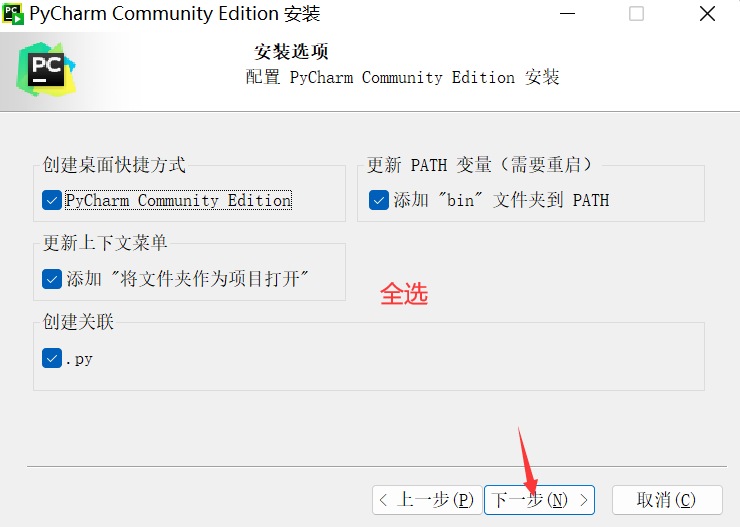 PyCharm Community Edition 安装
PC
安装选项
配置 PyCharm Community Edition 安装
创建桌面快捷方式
PyCharm Community Edition
更新 PATH 变量（需要重启）
添加 "bin" 文件夹到 PATH
更新上下文菜单
添加 "将文件夹作为项目打开"
全选
创建关联
.py
< 上一步(P)
下一步(N) >
取消(C)